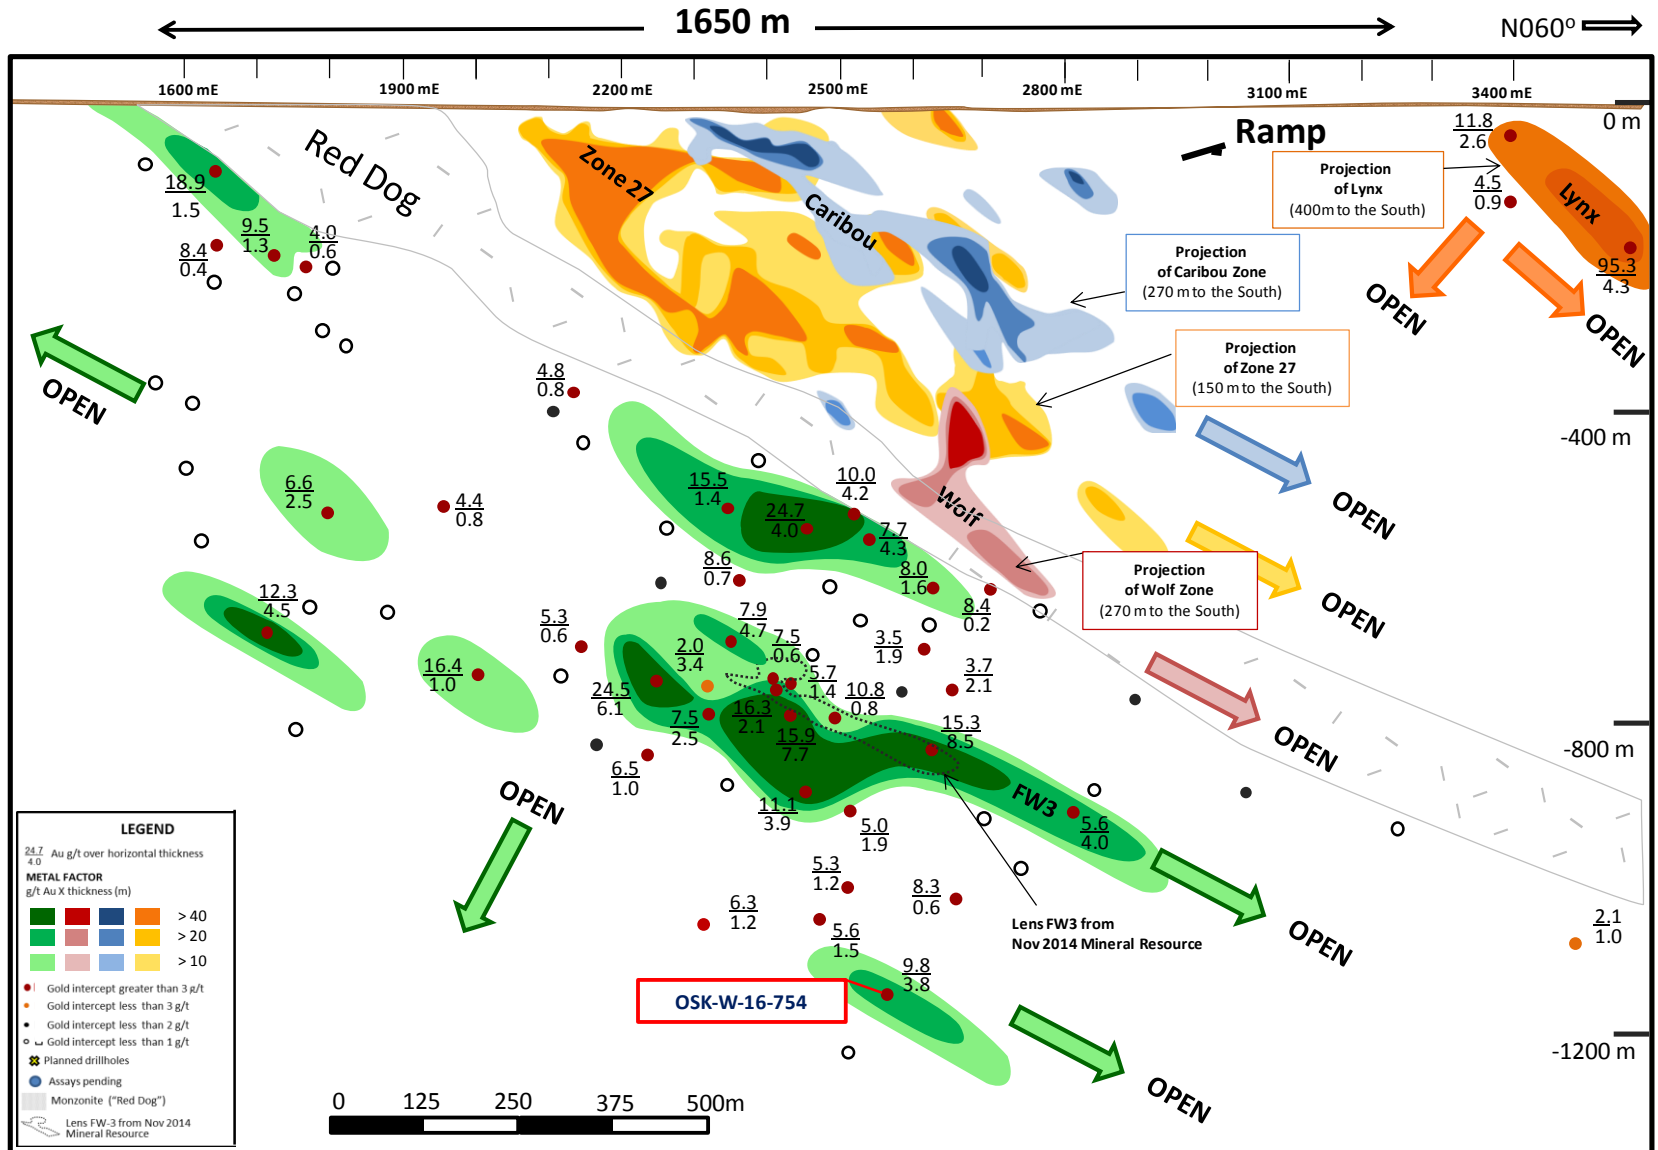 1650 m
N060º
1600 mE
1900 mE
2200 mE
2500 mE
2800 mE
3100 mE
3400 mE
0 m
-400 m
-800 m
-1200 m
Red Dog
Zone 27
Caribou
Wolf
Lynx
FW3
Ramp
Projection
of Lynx
(400m to the South)
Projection
of Caribou Zone
(270 m to the South)
Projection
of Zone 27
(150 m to the South)
Projection
of Wolf Zone
(270 m to the South)
11.8
2.6
4.5
0.9
95.3
4.3
OPEN
OPEN
18.9
1.5
9.5
1.3
4.0
0.6
8.4
0.4
OPEN
4.8
0.8
OPEN
6.6
2.5
4.4
0.8
15.5
1.4
24.7
4.0
10.0
4.2
7.7
4.3
8.6
0.7
8.0
1.6
8.4
0.2
OPEN
12.3
4.5
16.4
1.0
5.3
0.6
7.9
4.7
7.5
0.6
2.0
3.4
5.7
1.4
3.5
1.9
3.7
2.1
24.5
6.1
7.5
2.5
16.3
2.1
15.9
7.7
10.8
0.8
15.3
8.5
OPEN
6.5
1.0
11.1
3.9
5.0
1.9
5.6
4.0
OPEN
5.3
1.2
8.3
0.6
6.3
1.2
5.6
1.5
9.8
3.8
2.1
1.0
OPEN
Lens FW3 from
Nov 2014 Mineral Resource
OSK-W-16-754
OPEN
0
125
250
375
500m
LEGEND
24.7
4.0
Au g/t over horizontal thickness
METAL FACTOR
g/t Au X thickness (m)
> 40
> 20
> 10
Gold intercept greater than 3 g/t
Gold intercept less than 3 g/t
Gold intercept less than 2 g/t
Gold intercept less than 1 g/t
Planned drillholes
Assays pending
Monzonite ("Red Dog")
Lens FW-3 from Nov 2014
Mineral Resource